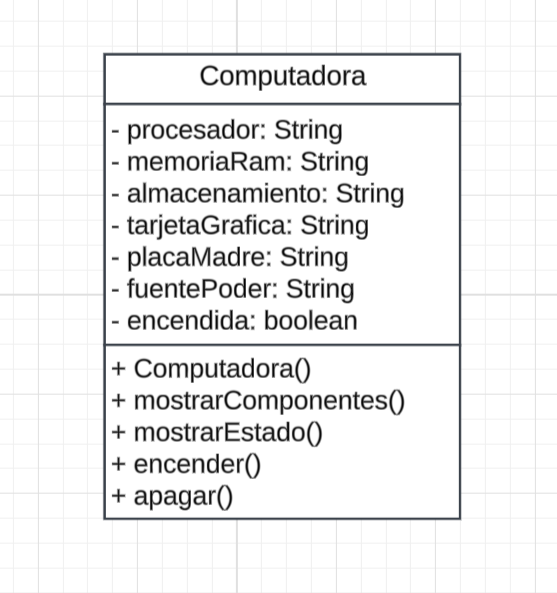 Computadora
- procesador: String
- memoriaRam: String
- almacenamiento: String
- tarjetaGrafica: String
- placaMadre: String
- fuentePoder: String
- encendida: boolean
+ Computadora()
+ mostrarComponentes()
+ mostrarEstado()
+ encender()
+ apagar()